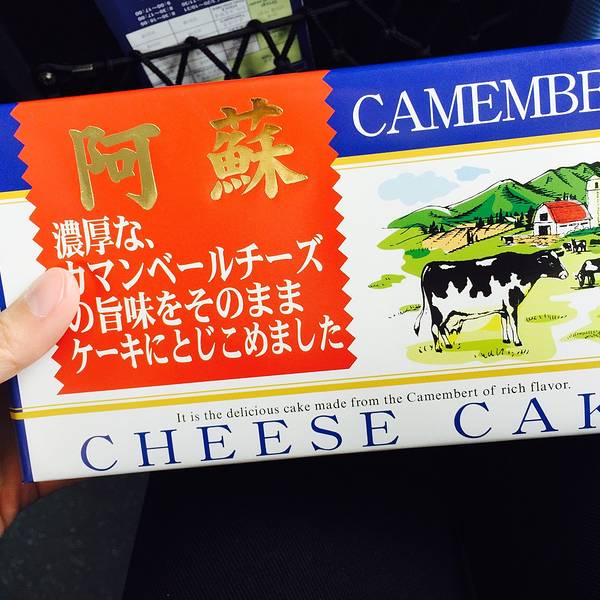 阿蘇
濃厚な、
カマンベールチーズ
の旨味をそのまま
ケーキにとじこめました
CAMEMBE
It is the delicious cake made from the Camembert of rich flavor.
CHEESE CAK